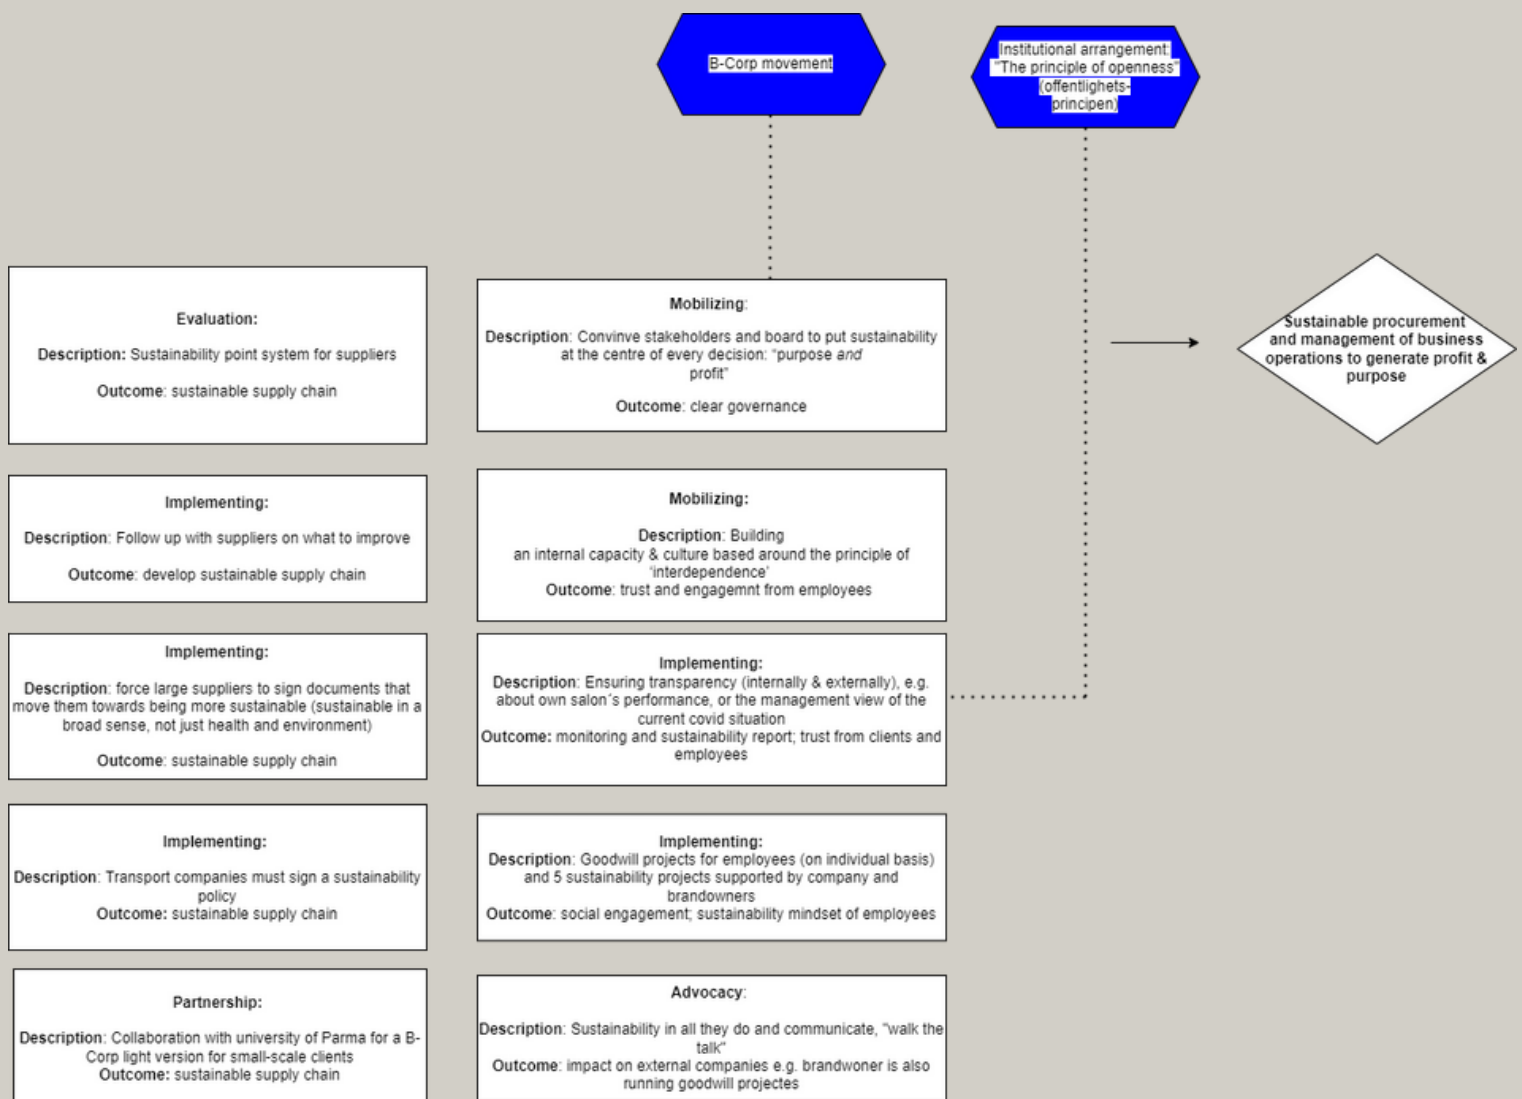 B-Corp movement
Institutional arrangement:
"The principle of openness"
(offentlighets-
principen)
Evaluation:
Description: Sustainability point system for suppliers
Outcome: sustainable supply chain
Implementing:
Description: Follow up with suppliers on what to improve
Outcome: develop sustainable supply chain
Implementing:
Description: force large suppliers to sign documents that
move them towards being more sustainable (sustainable in a
broad sense, not just health and environment)
Outcome: sustainable supply chain
Implementing:
Description: Transport companies must sign a sustainability
policy
Outcome: sustainable supply chain
Partnership:
Description: Collaboration with university of Parma for a B-
Corp light version for small-scale clients
Outcome: sustainable supply chain
Mobilizing:
Description: Convinve stakeholders and board to put sustainability
at the centre of every decision: “purpose and
profit”
Outcome: clear governance
Mobilizing:
Description: Building
an internal capacity & culture based around the principle of
‘interdependence’
Outcome: trust and engagemnt from employees
Implementing:
Description: Ensuring transparency (internally & externally), e.g.
about own salon´s performance, or the management view of the
current covid situation
Outcome: monitoring and sustainability report; trust from clients and
employees
Implementing:
Description: Goodwill projects for employees (on individual basis)
and 5 sustainability projects supported by company and
brandowners
Outcome: social engagement; sustainability mindset of employees
Advocacy:
Description: Sustainability in all they do and communicate, "walk the
talk"
Outcome: impact on external companies e.g. brandwoner is also
running goodwill projectes
Sustainable procurement
and management of business
operations to generate profit &
purpose